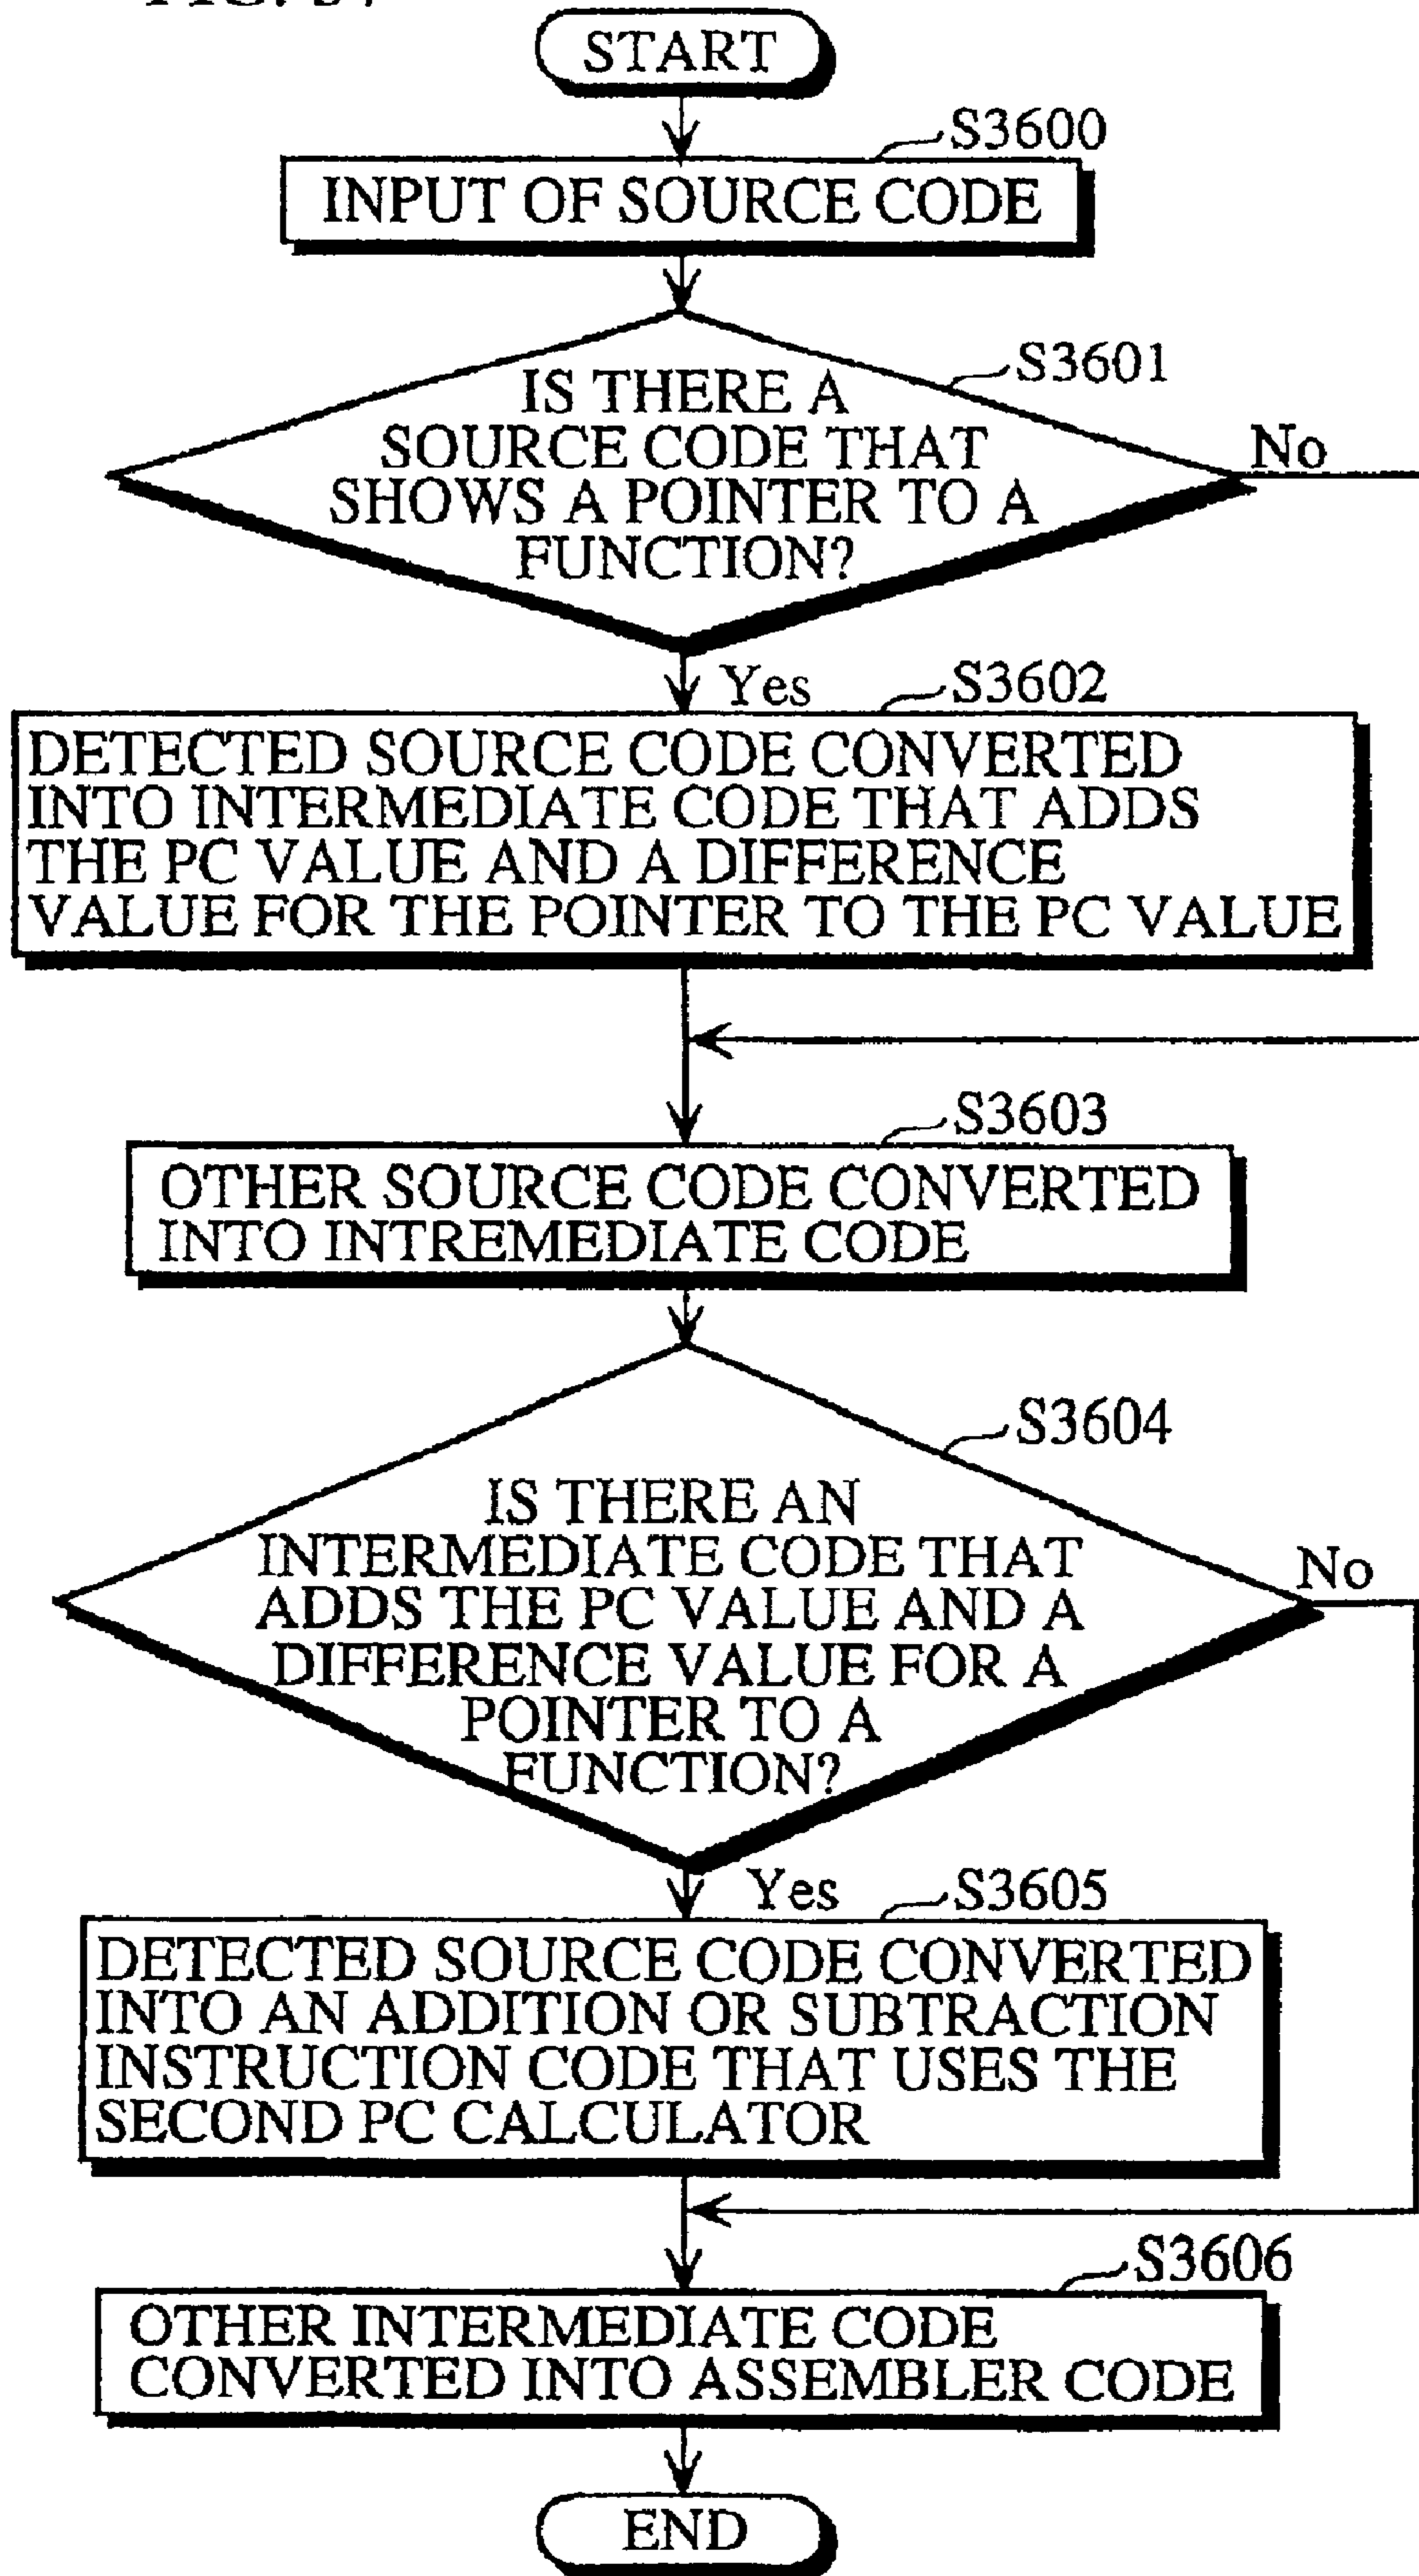 START
S3600
INPUT OF SOURCE CODE
S3601
IS THERE A
SOURCE CODE THAT
SHOWS A POINTER TO A
FUNCTION?
No
Yes
S3602
DETECTED SOURCE CODE CONVERTED
INTO INTERMEDIATE CODE THAT ADDS
THE PC VALUE AND A DIFFERENCE
VALUE FOR THE POINTER TO THE PC VALUE
S3603
OTHER SOURCE CODE CONVERTED
INTO INTREMEDIATE CODE
S3604
IS THERE AN
INTERMEDIATE CODE THAT
ADDS THE PC VALUE AND A
DIFFERENCE VALUE FOR A
POINTER TO A
FUNCTION?
No
Yes
S3605
DETECTED SOURCE CODE CONVERTED
INTO AN ADDITION OR SUBTRACTION
INSTRUCTION CODE THAT USES THE
SECOND PC CALCULATOR
S3606
OTHER INTERMEDIATE CODE
CONVERTED INTO ASSEMBLER CODE
END